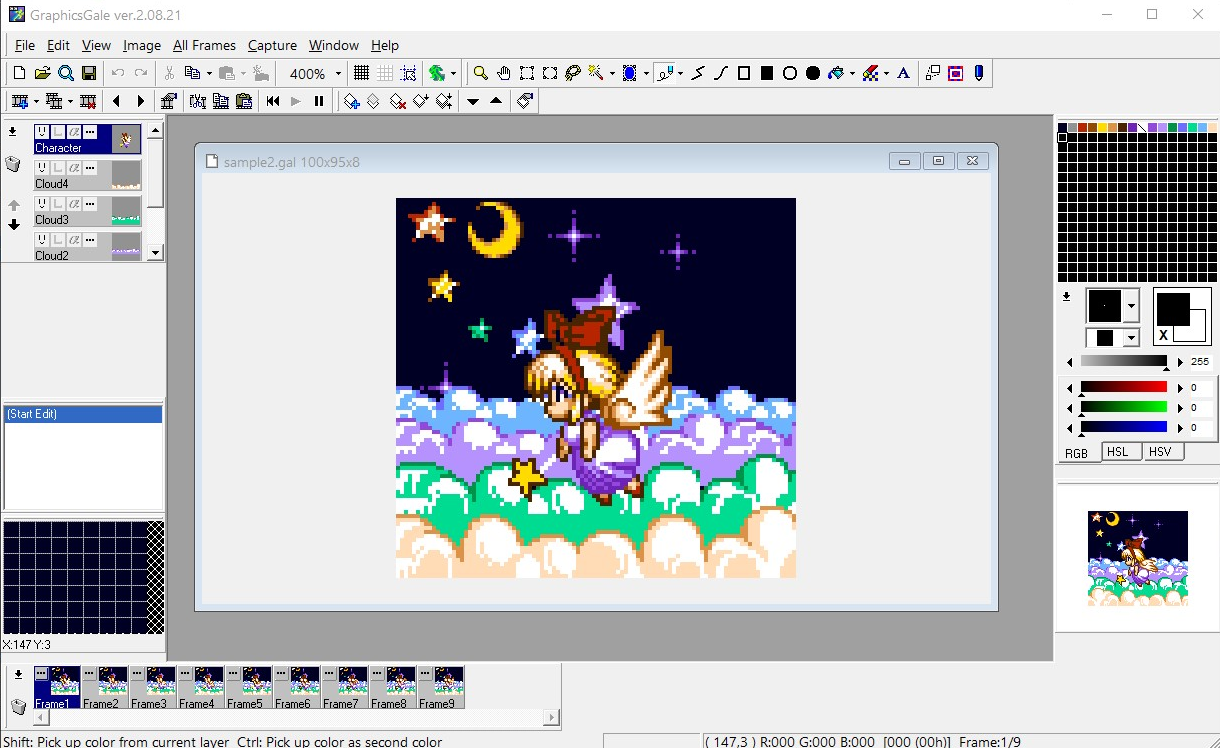 GraphicsGale ver.2.08.21
File Edit View Image All Frames Capture Window Help
400%
A
Character
Cloud4
Cloud3
Cloud2
sample2.gal 100x95x8
X
255
0
0
0
RGB HSL HSV
(Start Edit)
X:147 Y:3
Frame1 Frame2 Frame3 Frame4 Frame5 Frame6 Frame7 Frame8 Frame9
Shift: Pick up color from current layer Ctrl: Pick up color as second color
( 147,3 ) R:000 G:000 B:000 [000 (00h)] Frame:1/9